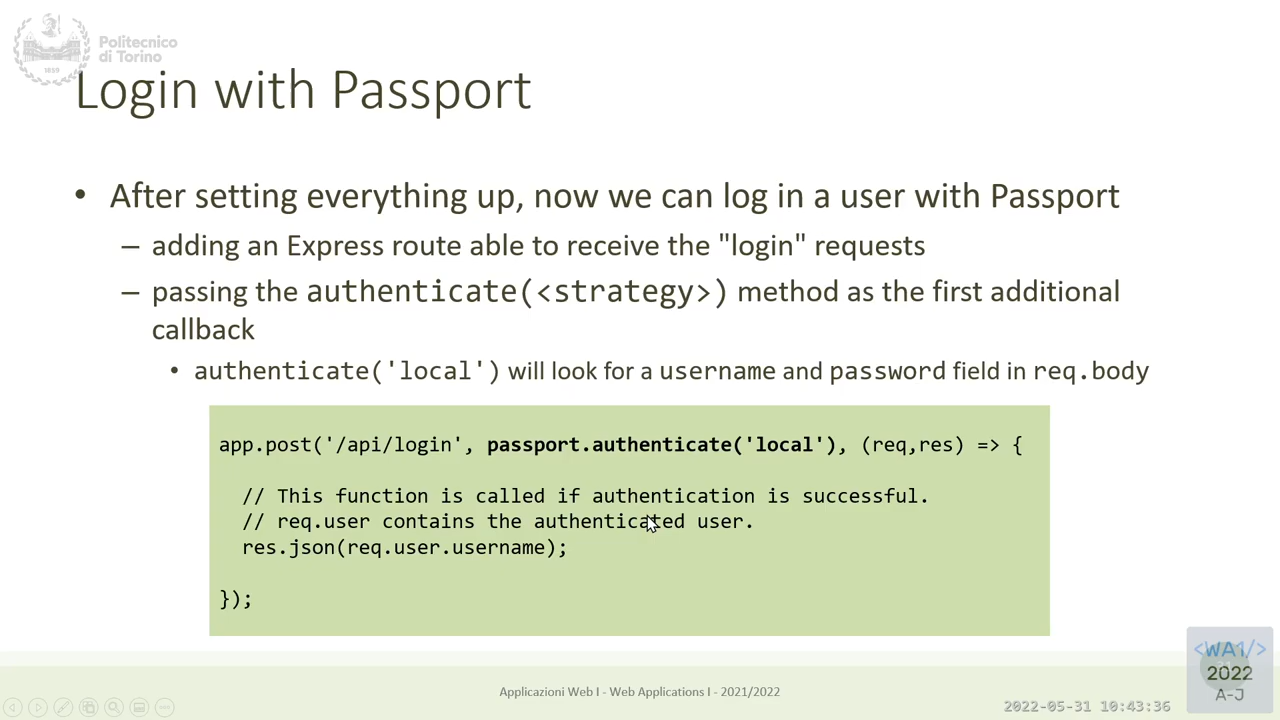 Politecnico
di Torino
1859
Login with Passport
• After setting everything up, now we can log in a user with Passport
– adding an Express route able to receive the "login" requests
– passing the authenticate(<strategy>) method as the first additional
callback
• authenticate('local') will look for a username and password field in req.body
app.post('/api/login', passport.authenticate('local'), (req,res) => {
// This function is called if authentication is successful.
// req.user contains the authenticated user.
res.json(req.user.username);
});
Applicazioni Web I - Web Applications I - 2021/2022
2022-05-31 10:43:36
<WA1/>
2022
A-J